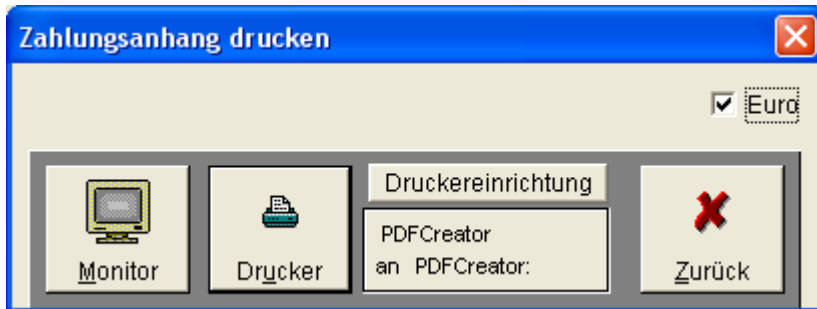 Zahlungsanhang drucken
Euro
Druckereinrichtung
PDFCreator
an PDFCreator:
Monitor
Drucker
Zurück